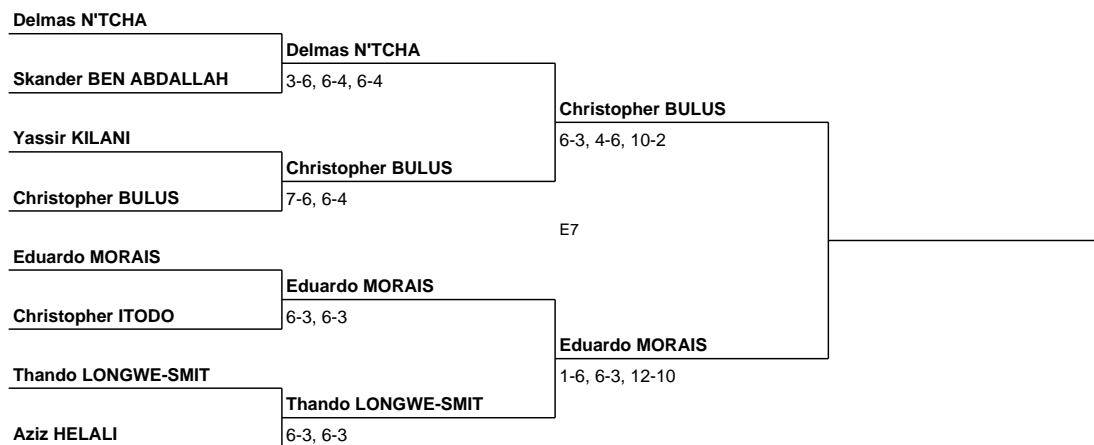 Delmas N'TCHA
Delmas N'TCHA
Skander BEN ABDALLAH
3-6, 6-4, 6-4
Christopher BULUS
Yassir KILANI
6-3, 4-6, 10-2
Christopher BULUS
Christopher BULUS
7-6, 6-4
E7
Eduardo MORAIS
Eduardo MORAIS
Christopher ITODO
6-3, 6-3
Eduardo MORAIS
Thando LONGWE-SMIT
1-6, 6-3, 12-10
Thando LONGWE-SMIT
Aziz HELALI
6-3, 6-3